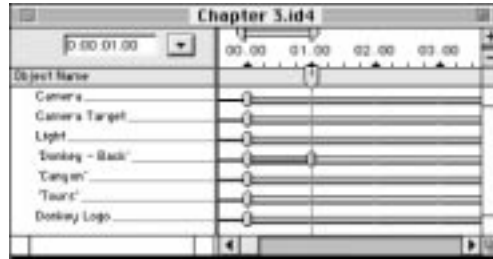 Chapter 3.id4
0:00:01.00
00.00 01.00 02.00 03.00
Object Name
Camera
Camera Target
Light
'Donkey - Back'
'Canyon'
'Tours'
Donkey Logo